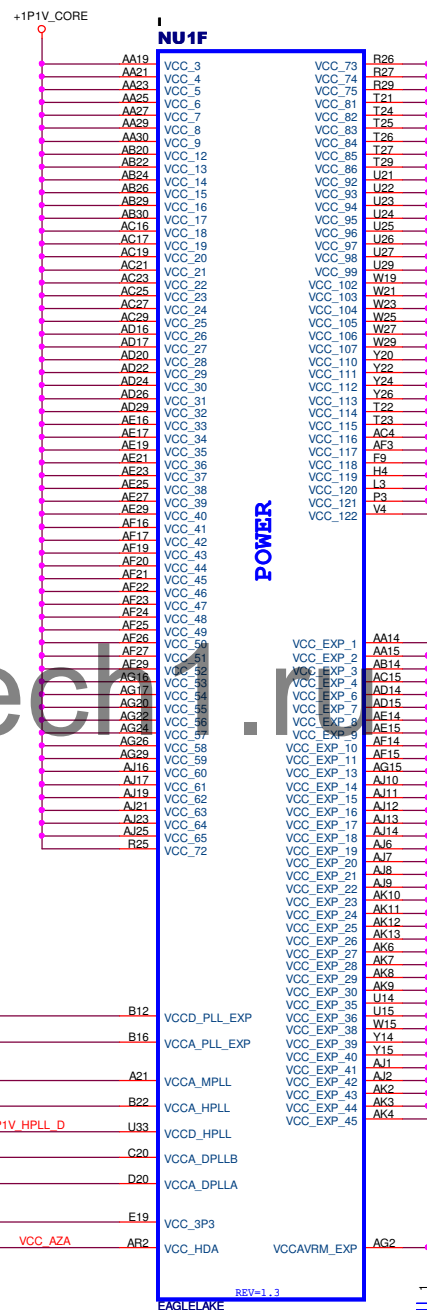 +1P1V_CORE
NU1F
AA19 VCC_3
AA21 VCC_4
AA23 VCC_5
AA25 VCC_6
AA27 VCC_7
AA29 VCC_8
AA30 VCC_9
AB20 VCC_12
AB22 VCC_13
AB24 VCC_14
AB26 VCC_15
AB29 VCC_16
AB30 VCC_17
AC16 VCC_18
AC17 VCC_19
AC19 VCC_20
AC21 VCC_21
AC23 VCC_22
AC25 VCC_23
AC27 VCC_24
AC29 VCC_25
AD16 VCC_26
AD17 VCC_27
AD20 VCC_28
AD22 VCC_29
AD24 VCC_30
AD26 VCC_31
AD29 VCC_32
AE16 VCC_33
AE17 VCC_34
AE19 VCC_35
AE21 VCC_36
AE23 VCC_37
AE25 VCC_38
AE27 VCC_39
AE29 VCC_40
AF16 VCC_41
AF17 VCC_42
AF19 VCC_43
AF20 VCC_44
AF21 VCC_45
AF22 VCC_46
AF23 VCC_47
AF24 VCC_48
AF25 VCC_49
AF26 VCC_50
AF27 VCC_51
AF29 VCC_52
AG16 VCC_53
AG17 VCC_54
AG20 VCC_55
AG22 VCC_56
AG24 VCC_57
AG26 VCC_58
AG29 VCC_59
AJ16 VCC_60
AJ17 VCC_61
AJ19 VCC_62
AJ21 VCC_63
AJ23 VCC_64
AJ25 VCC_65
R25 VCC_72
B12 VCCD_PLL_EXP
B16 VCCA_PLL_EXP
A21 VCCA_MPLL
B22 VCCA_HPLL
P1V_HPLL_D U33 VCCD_HPLL
C20 VCCA_DPLLB
D20 VCCA_DPLLA
E19 VCC_3P3
VCC_AZA AR2 VCC_HDA
POWER
VCC_73 R26
VCC_74 R27
VCC_75 R29
VCC_81 T21
VCC_82 T24
VCC_83 T25
VCC_84 T26
VCC_85 T27
VCC_86 T29
VCC_92 U21
VCC_93 U22
VCC_94 U23
VCC_95 U24
VCC_96 U25
VCC_97 U26
VCC_98 U27
VCC_99 U29
VCC_102 W19
VCC_103 W21
VCC_104 W23
VCC_105 W25
VCC_106 W27
VCC_107 W29
VCC_110 Y20
VCC_111 Y22
VCC_112 Y24
VCC_113 Y26
VCC_114 T22
VCC_115 T23
VCC_116 AC4
VCC_117 AF3
VCC_118 F9
VCC_119 H4
VCC_120 L3
VCC_121 P3
VCC_122 V4
VCC_EXP_1 AA14
VCC_EXP_2 AA15
VCC_EXP_3 AB14
VCC_EXP_4 AC15
VCC_EXP_6 AD14
VCC_EXP_7 AD15
VCC_EXP_8 AE14
VCC_EXP_9 AE15
VCC_EXP_10 AF14
VCC_EXP_11 AF15
VCC_EXP_13 AG15
VCC_EXP_14 AJ10
VCC_EXP_15 AJ11
VCC_EXP_16 AJ12
VCC_EXP_17 AJ13
VCC_EXP_18 AJ14
VCC_EXP_19 AJ6
VCC_EXP_20 AJ7
VCC_EXP_21 AJ8
VCC_EXP_22 AJ9
VCC_EXP_23 AK10
VCC_EXP_24 AK11
VCC_EXP_25 AK12
VCC_EXP_26 AK13
VCC_EXP_27 AK6
VCC_EXP_28 AK7
VCC_EXP_29 AK8
VCC_EXP_30 AK9
VCC_EXP_35 U14
VCC_EXP_36 U15
VCC_EXP_38 W15
VCC_EXP_39 Y14
VCC_EXP_40 Y15
VCC_EXP_41 AJ1
VCC_EXP_42 AJ2
VCC_EXP_43 AK2
VCC_EXP_44 AK3
VCC_EXP_45 AK4
VCCAVRM_EXP AG2
ech1.ru
REV=1.3
EAGLELAKE
1